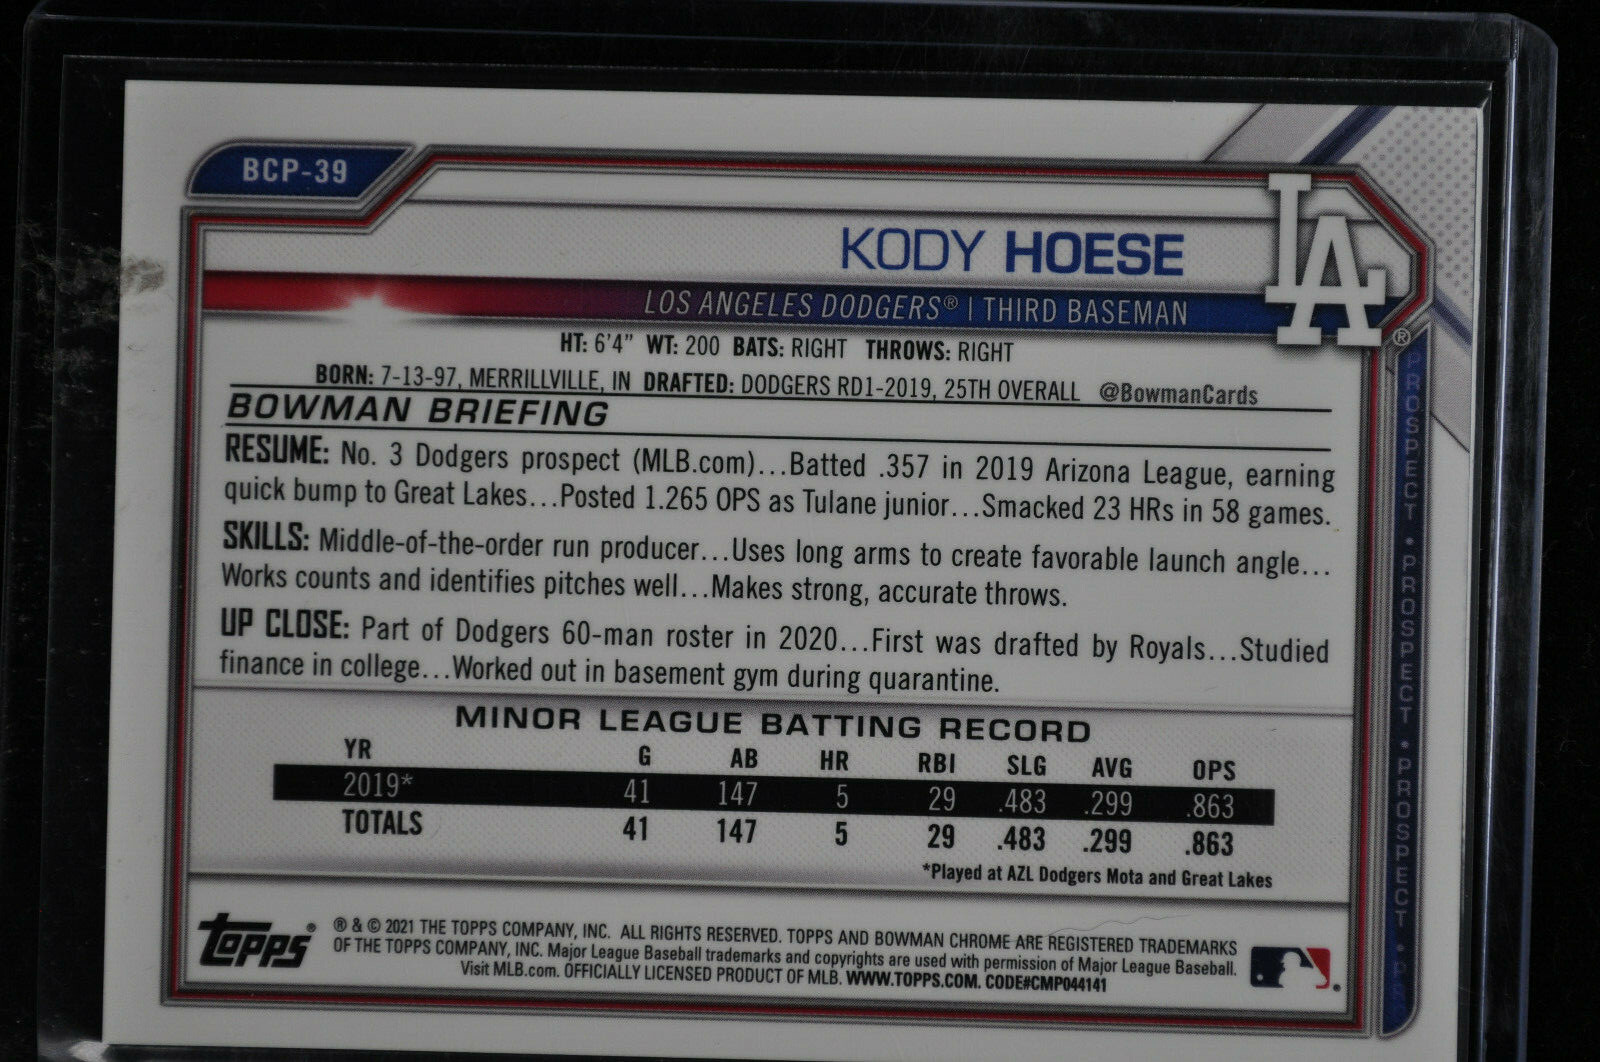 BCP-39
KODY HOESE
LA®
LOS ANGELES DODGERS® | THIRD BASEMAN
HT: 6'4" WT: 200 BATS: RIGHT THROWS: RIGHT
BORN: 7-13-97, MERRILLVILLE, IN DRAFTED: DODGERS RD1-2019, 25TH OVERALL @BowmanCards
BOWMAN BRIEFING
RESUME: No. 3 Dodgers prospect (MLB.com)...Batted .357 in 2019 Arizona League, earning
quick bump to Great Lakes...Posted 1.265 OPS as Tulane junior...Smacked 23 HRs in 58 games.
SKILLS: Middle-of-the-order run producer...Uses long arms to create favorable launch angle...
Works counts and identifies pitches well...Makes strong, accurate throws.
UP CLOSE: Part of Dodgers 60-man roster in 2020...First was drafted by Royals...Studied
finance in college...Worked out in basement gym during quarantine.
MINOR LEAGUE BATTING RECORD
YR G AB HR RBI SLG AVG OPS
2019* 41 147 5 29 .483 .299 .863
TOTALS 41 147 5 29 .483 .299 .863
*Played at AZL Dodgers Mota and Great Lakes
topps®
® & © 2021 THE TOPPS COMPANY, INC. ALL RIGHTS RESERVED. TOPPS AND BOWMAN CHROME ARE REGISTERED TRADEMARKS
OF THE TOPPS COMPANY, INC. Major League Baseball trademarks and copyrights are used with permission of Major League Baseball.
Visit MLB.com. OFFICIALLY LICENSED PRODUCT OF MLB. WWW.TOPPS.COM. CODE#CMP044141
PROSPECT • PROSPECT • PROSPECT • PR